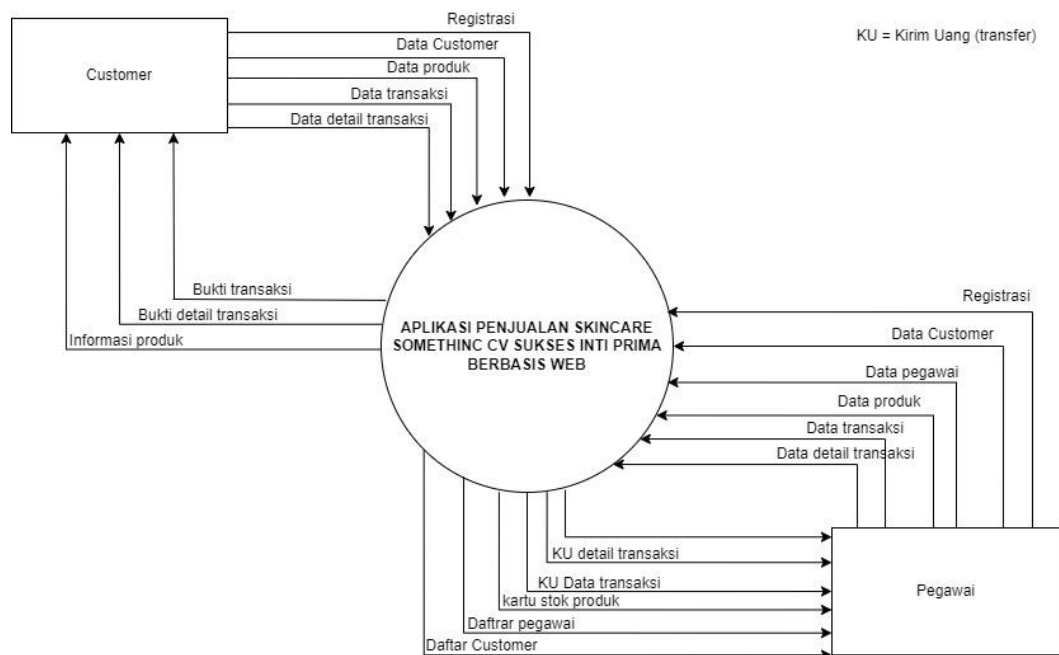 Registrasi
KU = Kirim Uang (transfer)
Data Customer
Data produk
Customer
Data transaksi
Data detail transaksi
Bukti transaksi
Bukti detail transaksi
Informasi produk
APLIKASI PENJUALAN SKINCARE
SOMETHINC CV SUKSES INTI PRIMA
BERBASIS WEB
Registrasi
Data Customer
Data pegawai
Data produk
Data transaksi
Data detail transaksi
KU detail transaksi
KU Data transaksi
kartu stok produk
Daftrar pegawai
Daftar Customer
Pegawai